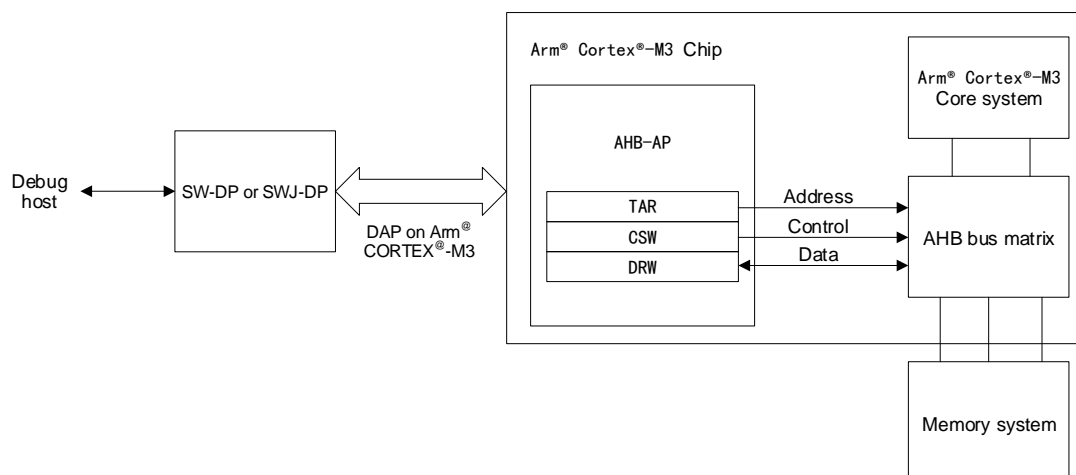 Debug
host
SW-DP or SWJ-DP
DAP on Arm@
CORTEX@-M3
Arm® Cortex®-M3 Chip
AHB-AP
TAR
CSW
DRW
Address
Control
Data
Arm® Cortex®-M3
Core system
AHB bus matrix
Memory system